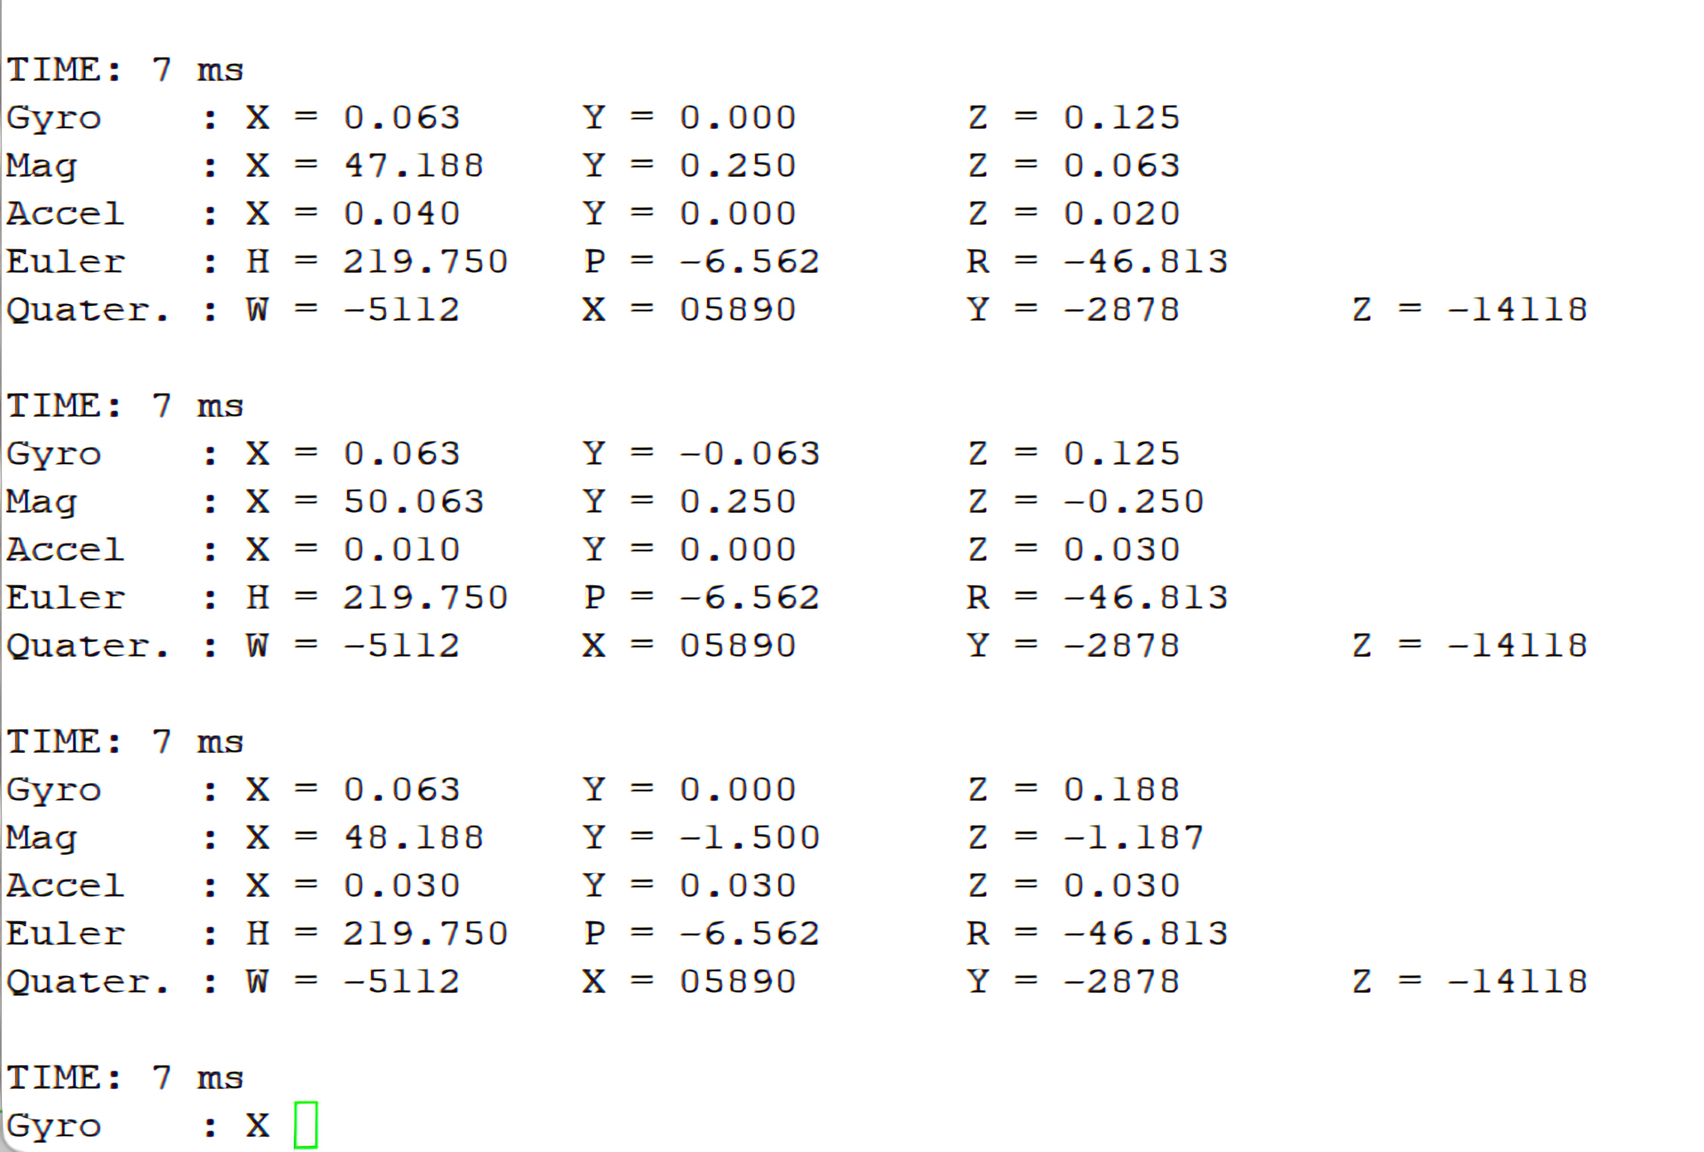 TIME: 7 ms
Gyro : X = 0.063 Y = 0.000 Z = 0.125
Mag : X = 47.188 Y = 0.250 Z = 0.063
Accel : X = 0.040 Y = 0.000 Z = 0.020
Euler : H = 219.750 P = -6.562 R = -46.813
Quater. : W = -5112 X = 05890 Y = -2878 Z = -14118
TIME: 7 ms
Gyro : X = 0.063 Y = -0.063 Z = 0.125
Mag : X = 50.063 Y = 0.250 Z = -0.250
Accel : X = 0.010 Y = 0.000 Z = 0.030
Euler : H = 219.750 P = -6.562 R = -46.813
Quater. : W = -5112 X = 05890 Y = -2878 Z = -14118
TIME: 7 ms
Gyro : X = 0.063 Y = 0.000 Z = 0.188
Mag : X = 48.188 Y = -1.500 Z = -1.187
Accel : X = 0.030 Y = 0.030 Z = 0.030
Euler : H = 219.750 P = -6.562 R = -46.813
Quater. : W = -5112 X = 05890 Y = -2878 Z = -14118
TIME: 7 ms
Gyro : X